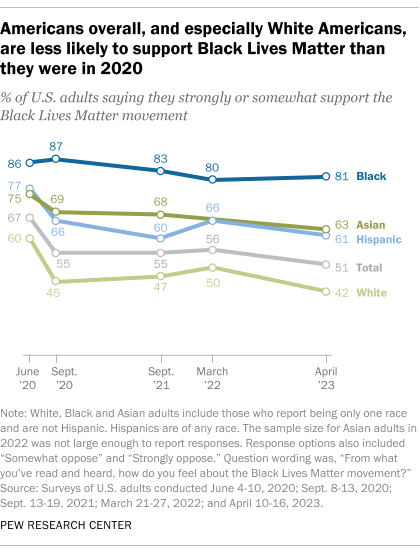 Americans overall, and especially White Americans,
are less likely to support Black Lives Matter than
they were in 2020
% of U.S. adults saying they strongly or somewhat support the
Black Lives Matter movement
86 87 83 80 81 Black
77 66 60 66 61 Hispanic
75 69 68 63 Asian
67 55 55 56 51 Total
60 45 47 50 42 White
June '20
Sept. '20
Sept. '21
March '22
April '23
Note: White, Black and Asian adults include those who report being only one race
and are not Hispanic. Hispanics are of any race. The sample size for Asian adults in
2022 was not large enough to report responses. Response options also included
“Somewhat oppose” and “Strongly oppose.” Question wording was, “From what
you’ve read and heard, how do you feel about the Black Lives Matter movement?”
Source: Surveys of U.S. adults conducted June 4-10, 2020; Sept. 8-13, 2020;
Sept. 13-19, 2021; March 21-27, 2022; and April 10-16, 2023.
PEW RESEARCH CENTER